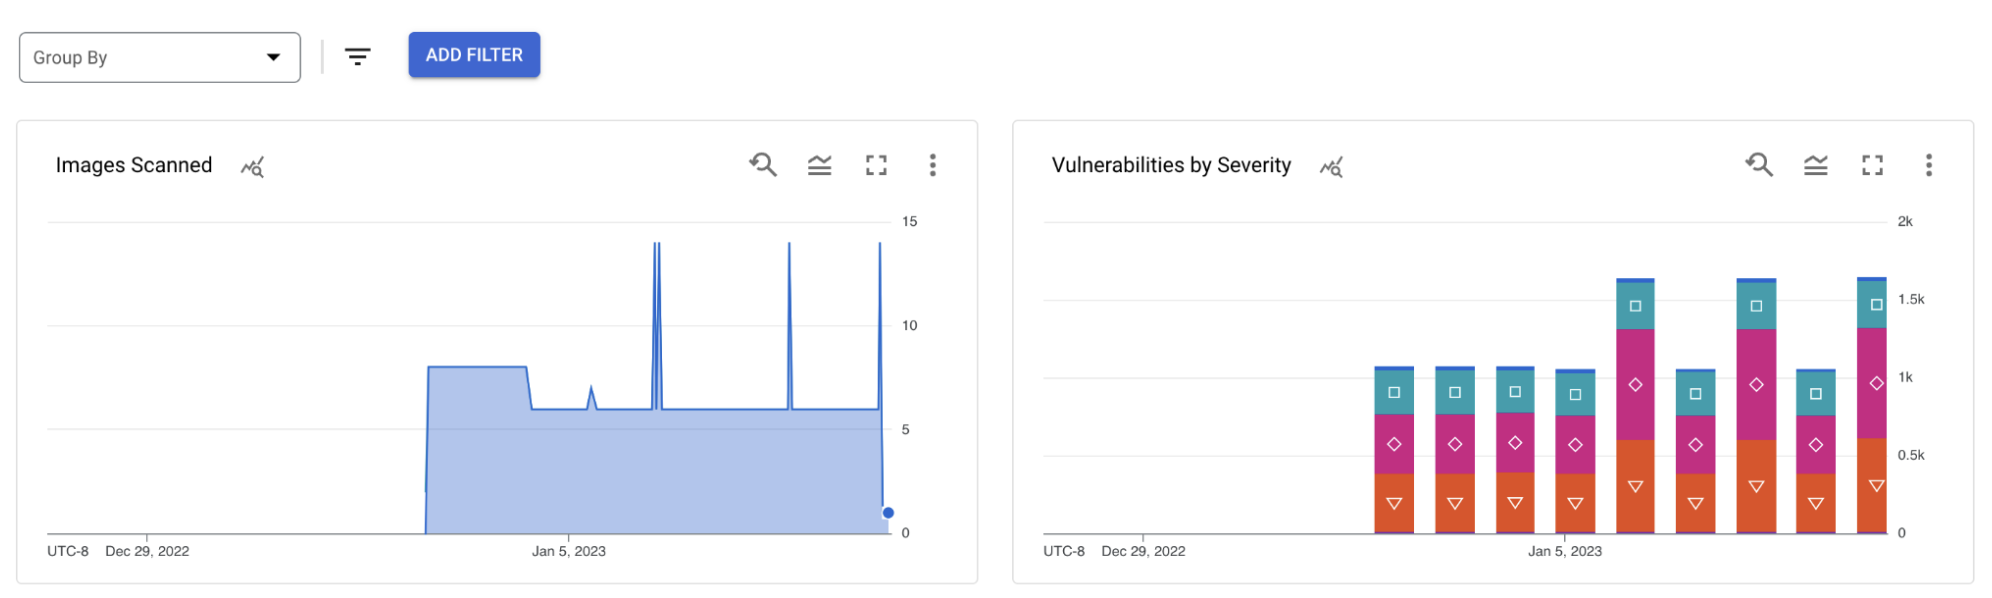 Group By
ADD FILTER
Images Scanned
15
10
5
0
UTC-8 Dec 29, 2022 Jan 5, 2023
Vulnerabilities by Severity
2k
1.5k
1k
0.5k
0
UTC-8 Dec 29, 2022 Jan 5, 2023